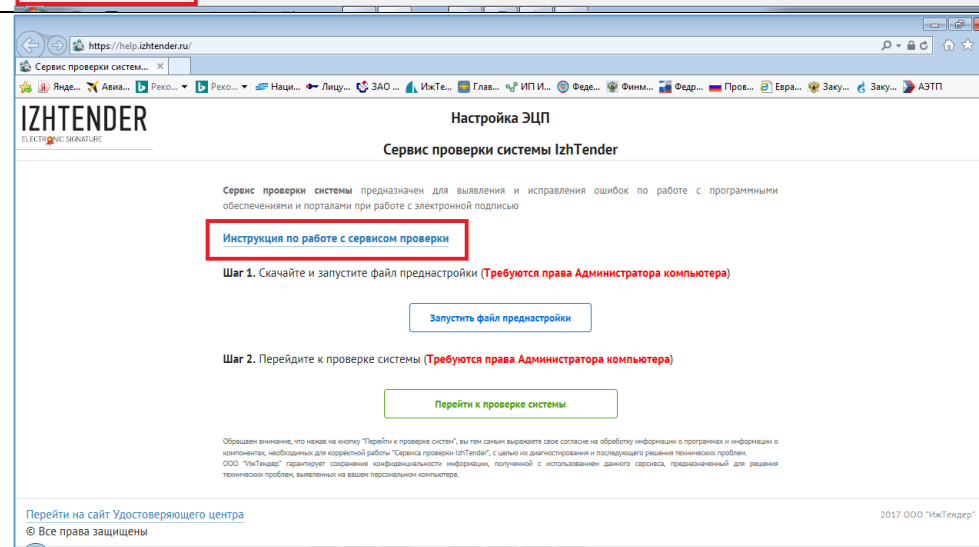 https://help.izhtender.ru/
Сервис проверки систем...
Янде... Авиа... Реко... Реко... Наци... Лицу... ЗАО ... ИжТе... Глав... ИП И... Феде... Финм... Федр... Пров... Евра... Заку... Заку... АЭТП
IZHTENDER
ELECTRONIC SIGNATURE
Настройка ЭЦП
Сервис проверки системы IzhTender
Сервис проверки системы предназначен для выявления и исправления ошибок по работе с программными
обеспечениями и порталами при работе с электронной подписью
Инструкция по работе с сервисом проверки
Шаг 1. Скачайте и запустите файл преднастройки (Требуются права Администратора компьютера)
Запустить файл преднастройки
Шаг 2. Перейдите к проверке системы (Требуются права Администратора компьютера)
Перейти к проверке системы
Обращаем внимание, что нажав на кнопку "Перейти к проверке систем", вы тем самым выражаете свое согласие на обработку информации о программах и информации о
компонентах, необходимых для корректной работы "Сервиса проверки IzhTender", с целью их диагностирования и последующего решения технических проблем.
ООО "ИжТендер" гарантирует сохранение конфиденциальности информации, полученной с использованием данного серсиса, предназначенный для решения
технических проблем, выявленных на вашем персональном компьютере.
Перейти на сайт Удостоверяющего центра
2017 ООО "ИжТендер"
© Все права защищены